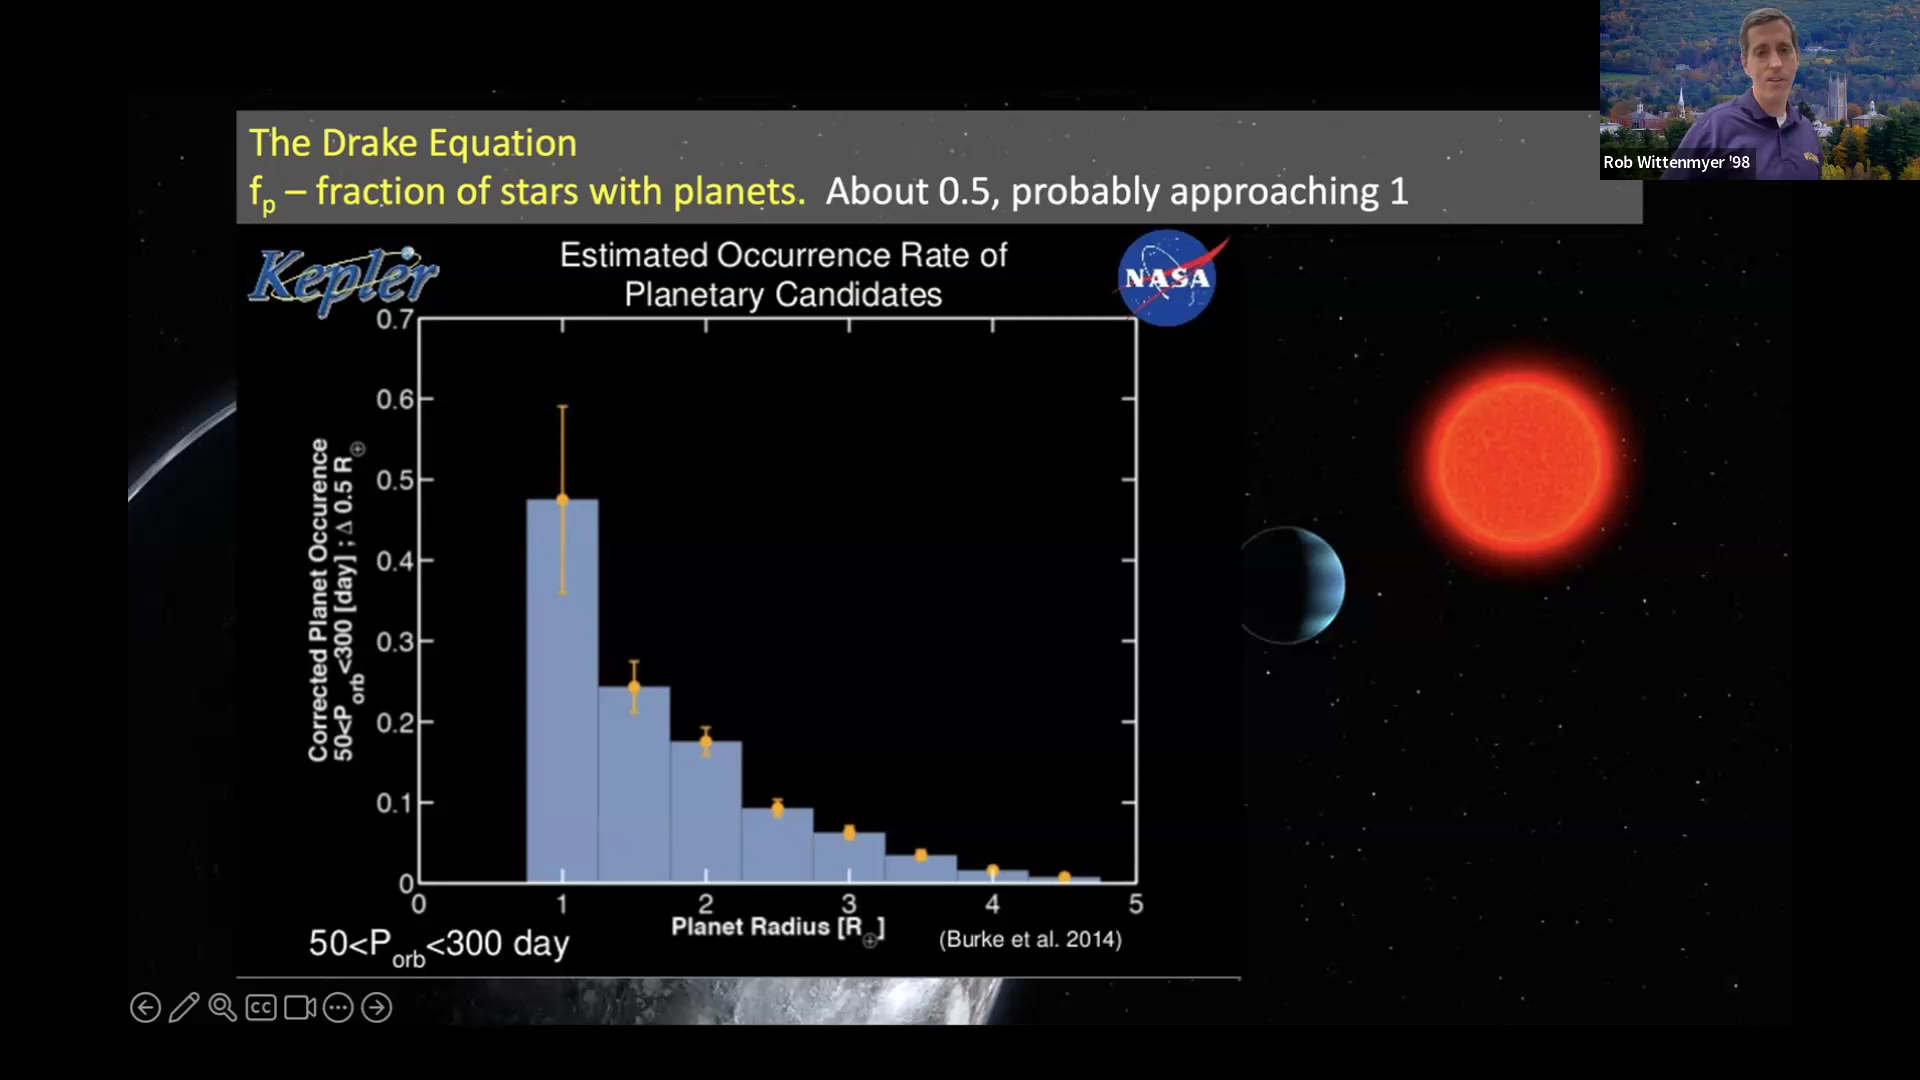 The Drake Equation
fp – fraction of stars with planets. About 0.5, probably approaching 1
Rob Wittenmyer '98
Kepler
Estimated Occurrence Rate of
Planetary Candidates
NASA
0.7
0.6
0.5
0.4
0.3
0.2
0.1
0
Corrected Planet Occurence
50<Porb<300 [day] ; Δ 0.5 R⊕
0 1 2 3 4 5
Planet Radius [R⊕]
50<Porb<300 day
(Burke et al. 2014)
CC